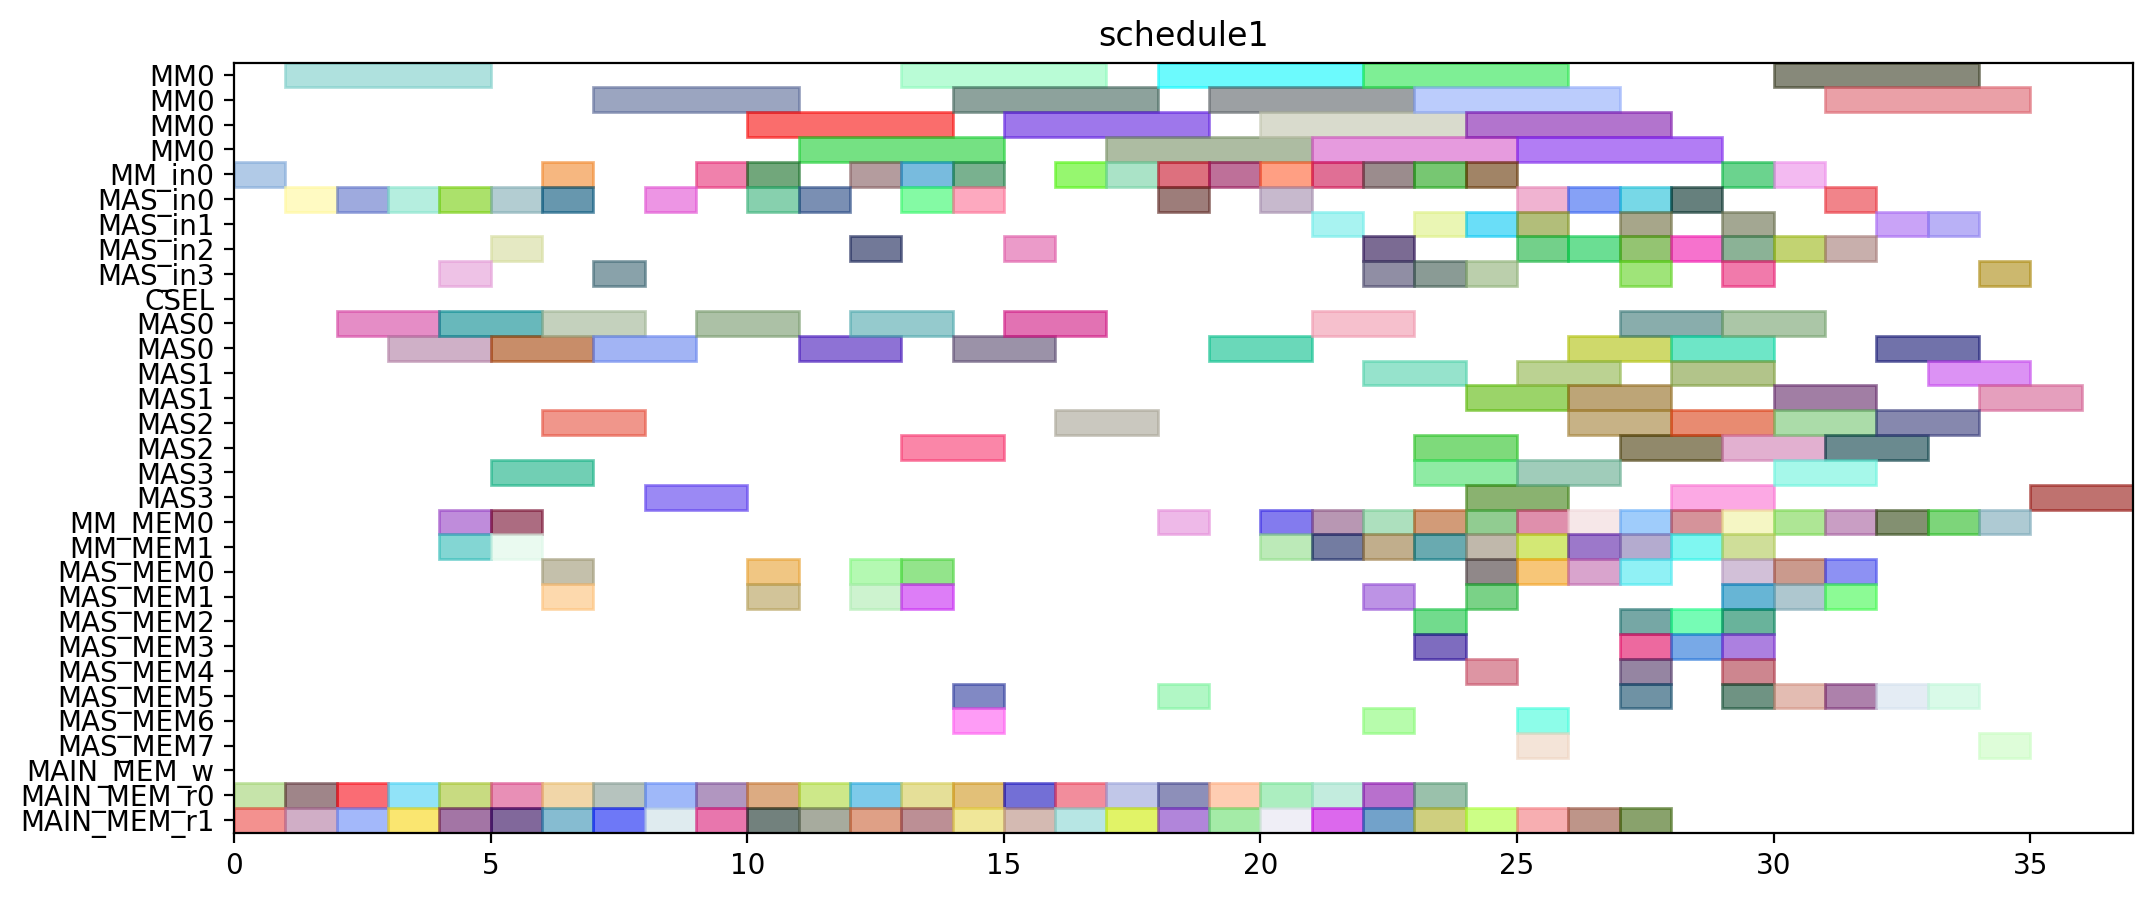 schedule1
MM0
MM0
MM0
MM0
MM_in0
MAS_in0
MAS_in1
MAS_in2
MAS_in3
CSEL
MAS0
MAS0
MAS1
MAS1
MAS2
MAS2
MAS3
MAS3
MM_MEM0
MM_MEM1
MAS_MEM0
MAS_MEM1
MAS_MEM2
MAS_MEM3
MAS_MEM4
MAS_MEM5
MAS_MEM6
MAS_MEM7
MAIN_MEM_w
MAIN_MEM_r0
MAIN_MEM_r1
0 5 10 15 20 25 30 35